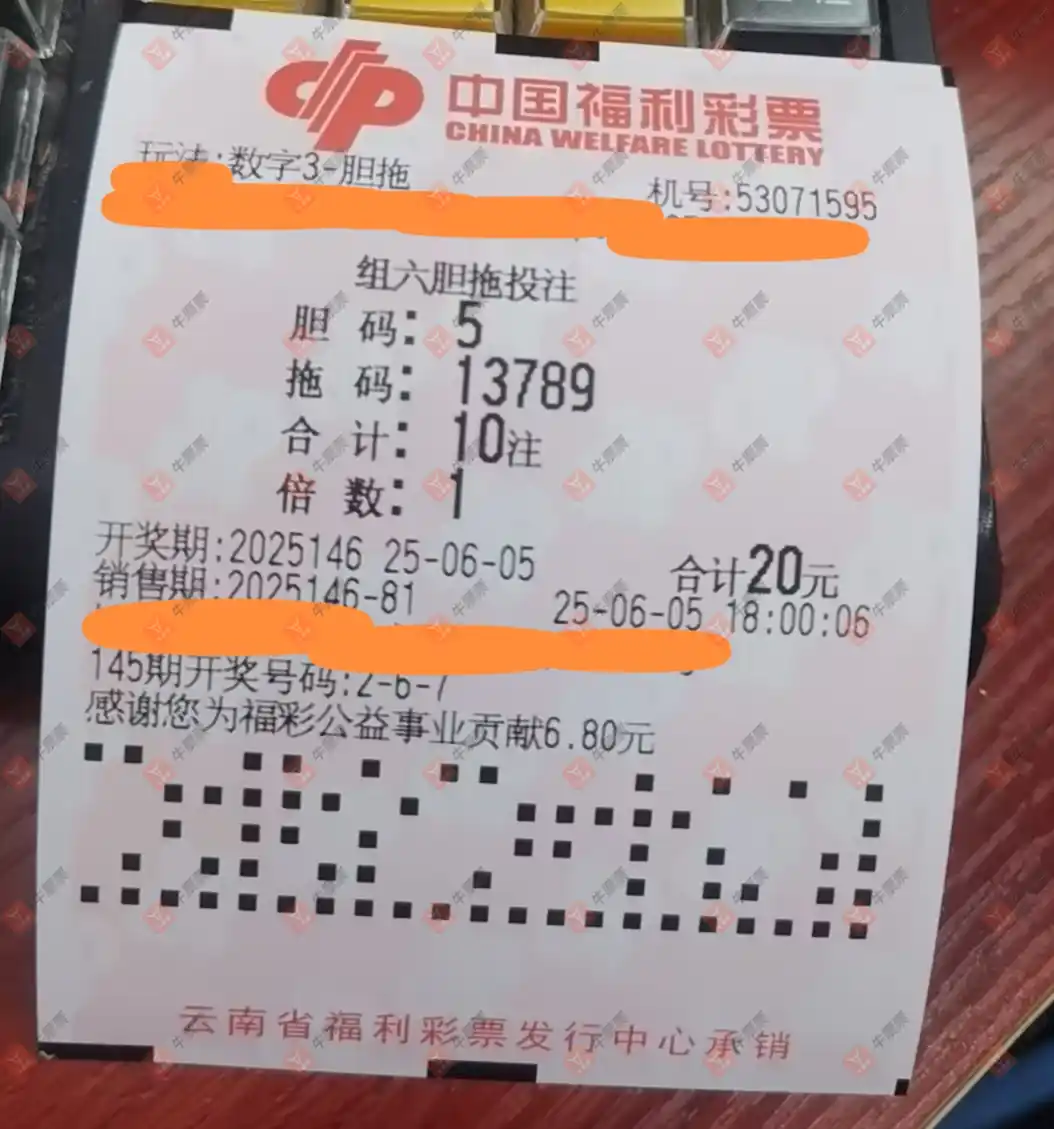 中国福利彩票
CHINA WELFARE LOTTERY
玩法:数字3-胆拖
机号:53071595
组六胆拖投注
胆 码: 5
拖 码: 13789
合 计: 10注
倍 数: 1
开奖期:2025146 25-06-05 合计20元
销售期:2025146-81 25-06-05 18:00:06
145期开奖号码:2-6-7
感谢您为福彩公益事业贡献6.80元
云南省福利彩票发行中心承销
牛票票